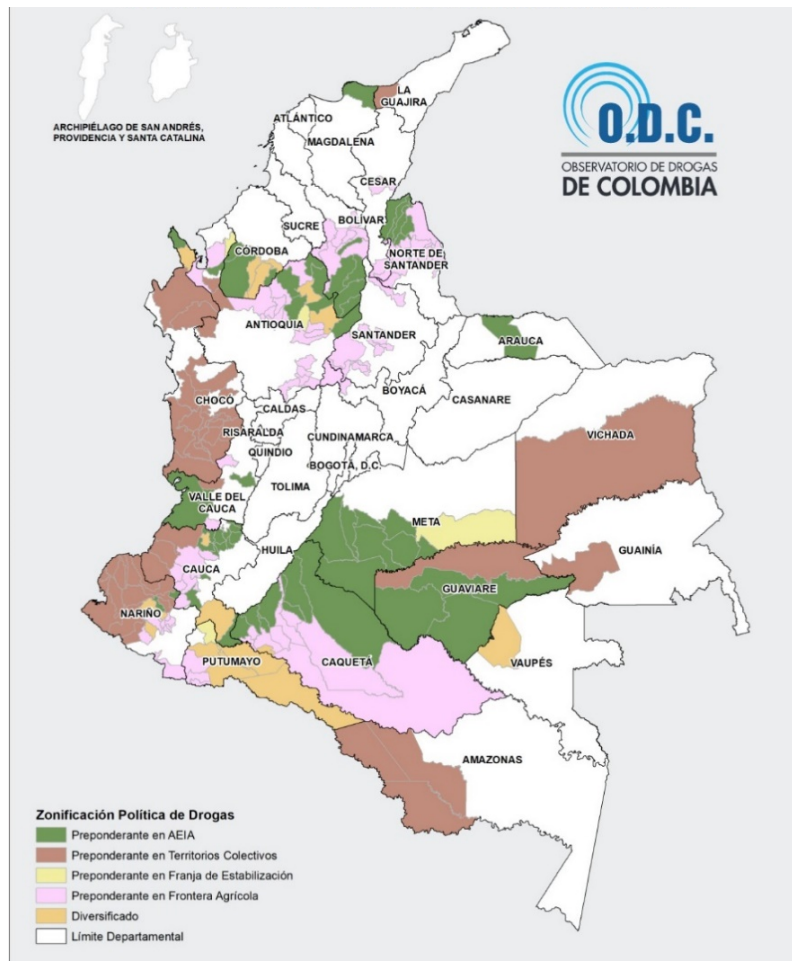 ARCHIPIÉLAGO DE SAN ANDRÉS,
PROVIDENCIA Y SANTA CATALINA
O.D.C.
OBSERVATORIO DE DROGAS
DE COLOMBIA
LA
GUAJIRA
ATLÁNTICO
MAGDALENA
CESAR
BOLÍVAR
SUCRE
CÓRDOBA
NORTE DE
SANTANDER
ANTIOQUIA
SANTANDER
ARAUCA
BOYACÁ
CASANARE
CHOCO
CALDAS
RISARALDA
CUNDINAMARCA
QUINDIO
BOGOTÁ, D.C.
VICHADA
TOLIMA
VALLE DEL
CAUCA
META
HUILA
GUAINÍA
CAUCA
GUAVIARE
NARIÑO
VAUPÉS
PUTUMAYO
CAQUETÁ
AMAZONAS
Zonificación Política de Drogas
Preponderante en AEIA
Preponderante en Territorios Colectivos
Preponderante en Franja de Estabilización
Preponderante en Frontera Agrícola
Diversificado
Límite Departamental